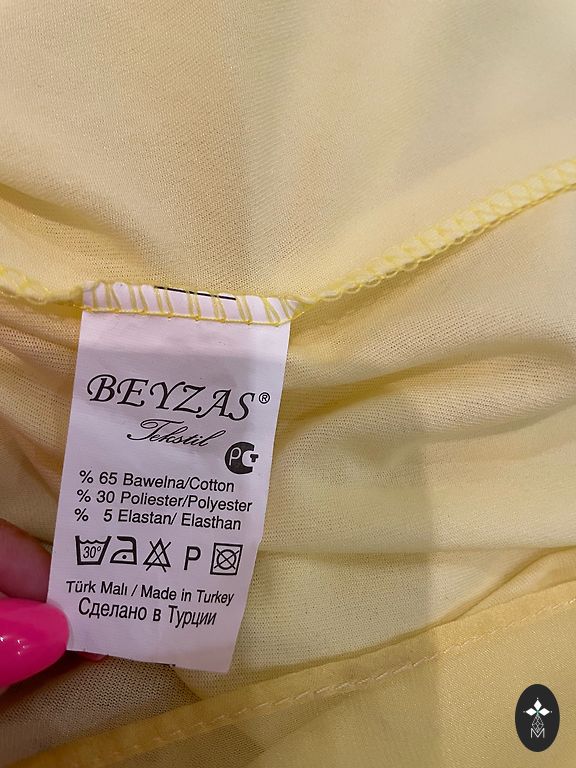 BEYZAS®
Tekstil
PCT
% 65 Bawelna/Cotton
% 30 Poliester/Polyester
% 5 Elastan/ Elasthan
30° P
Türk Malı / Made in Turkey
Сделано в Турции
M